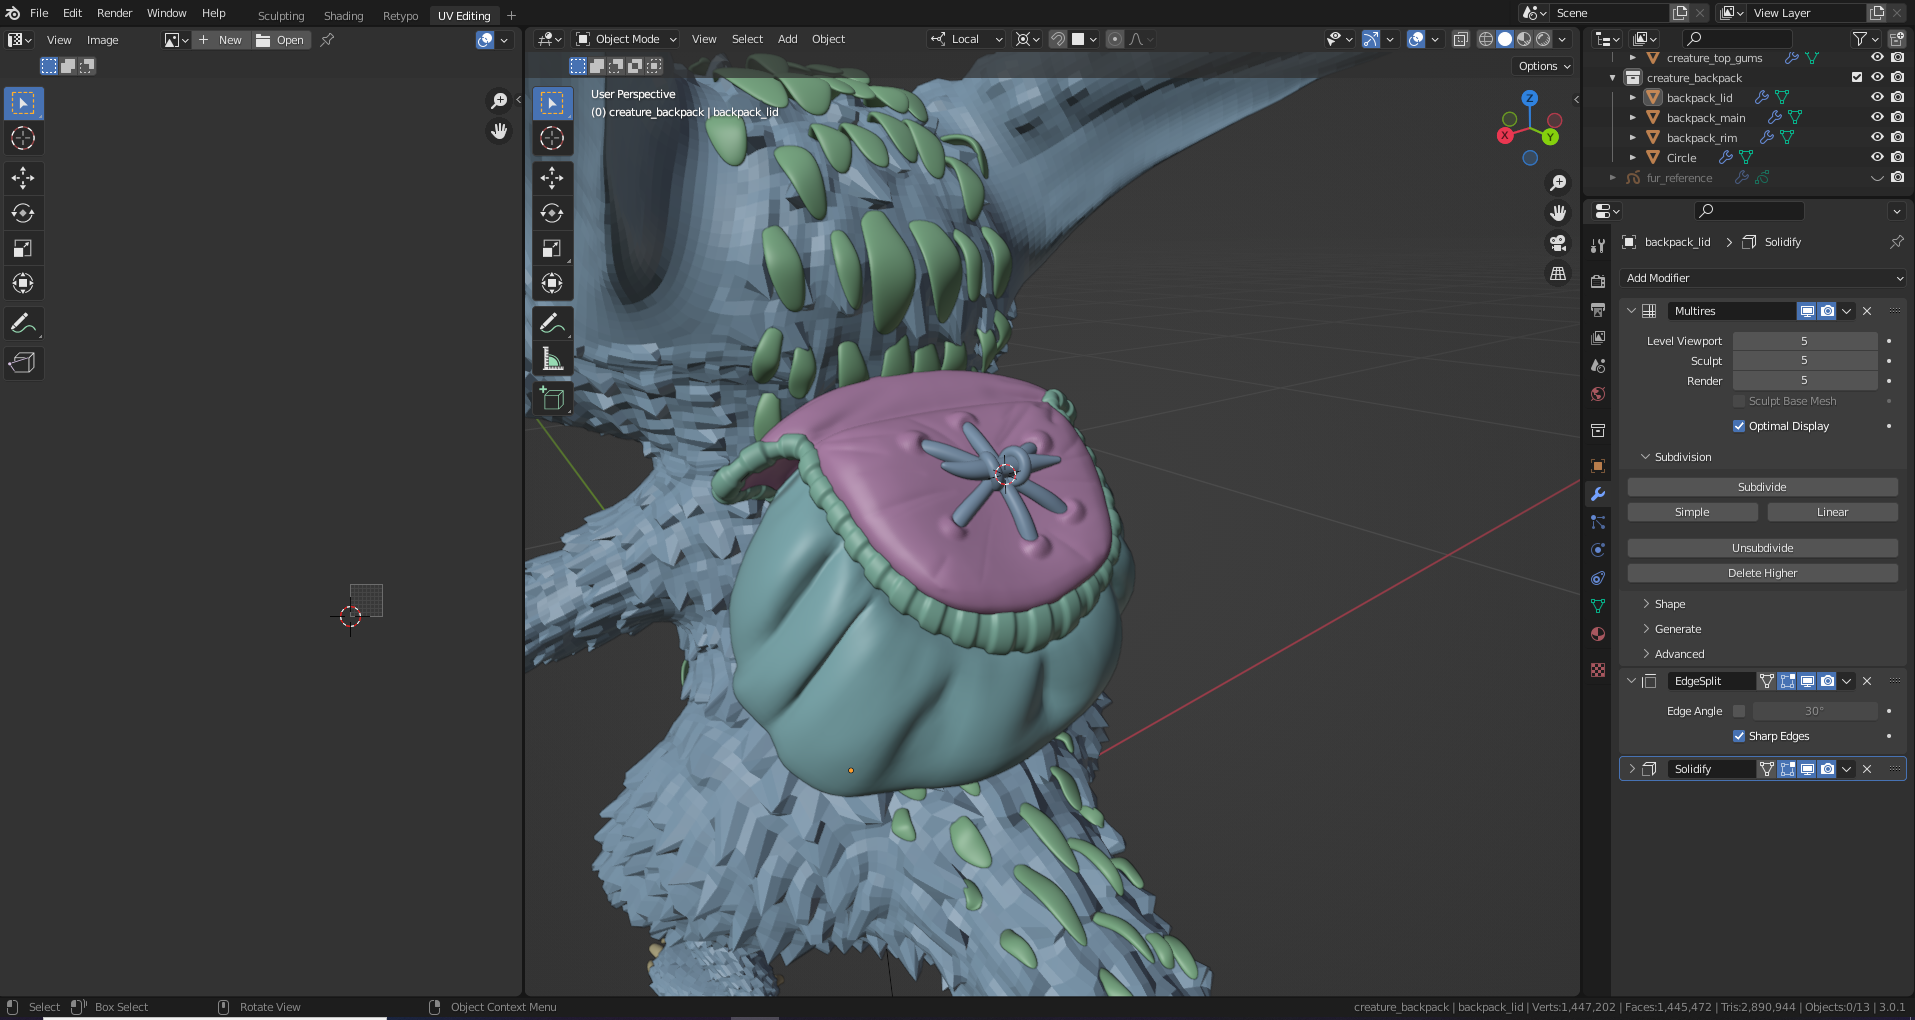 File Edit Render Window Help Sculpting Shading Retypo UV Editing + Scene View Layer
View Image New Open Object Mode View Select Add Object Local
Options
User Perspective
(0) creature_backpack | backpack_lid
X Y Z
creature_top_gums
creature_backpack
backpack_lid
backpack_main
backpack_rim
Circle
fur_reference
backpack_lid > Solidify
Add Modifier
Multires
Level Viewport 5
Sculpt 5
Render 5
Sculpt Base Mesh
Optimal Display
Subdivision
Subdivide
Simple Linear
Unsubdivide
Delete Higher
Shape
Generate
Advanced
EdgeSplit
Edge Angle 30°
Sharp Edges
Solidify
Select Box Select Rotate View Object Context Menu creature_backpack | backpack_lid | Verts:1,447,202 | Faces:1,445,472 | Tris:2,890,944 | Objects:0/13 | 3.0.1